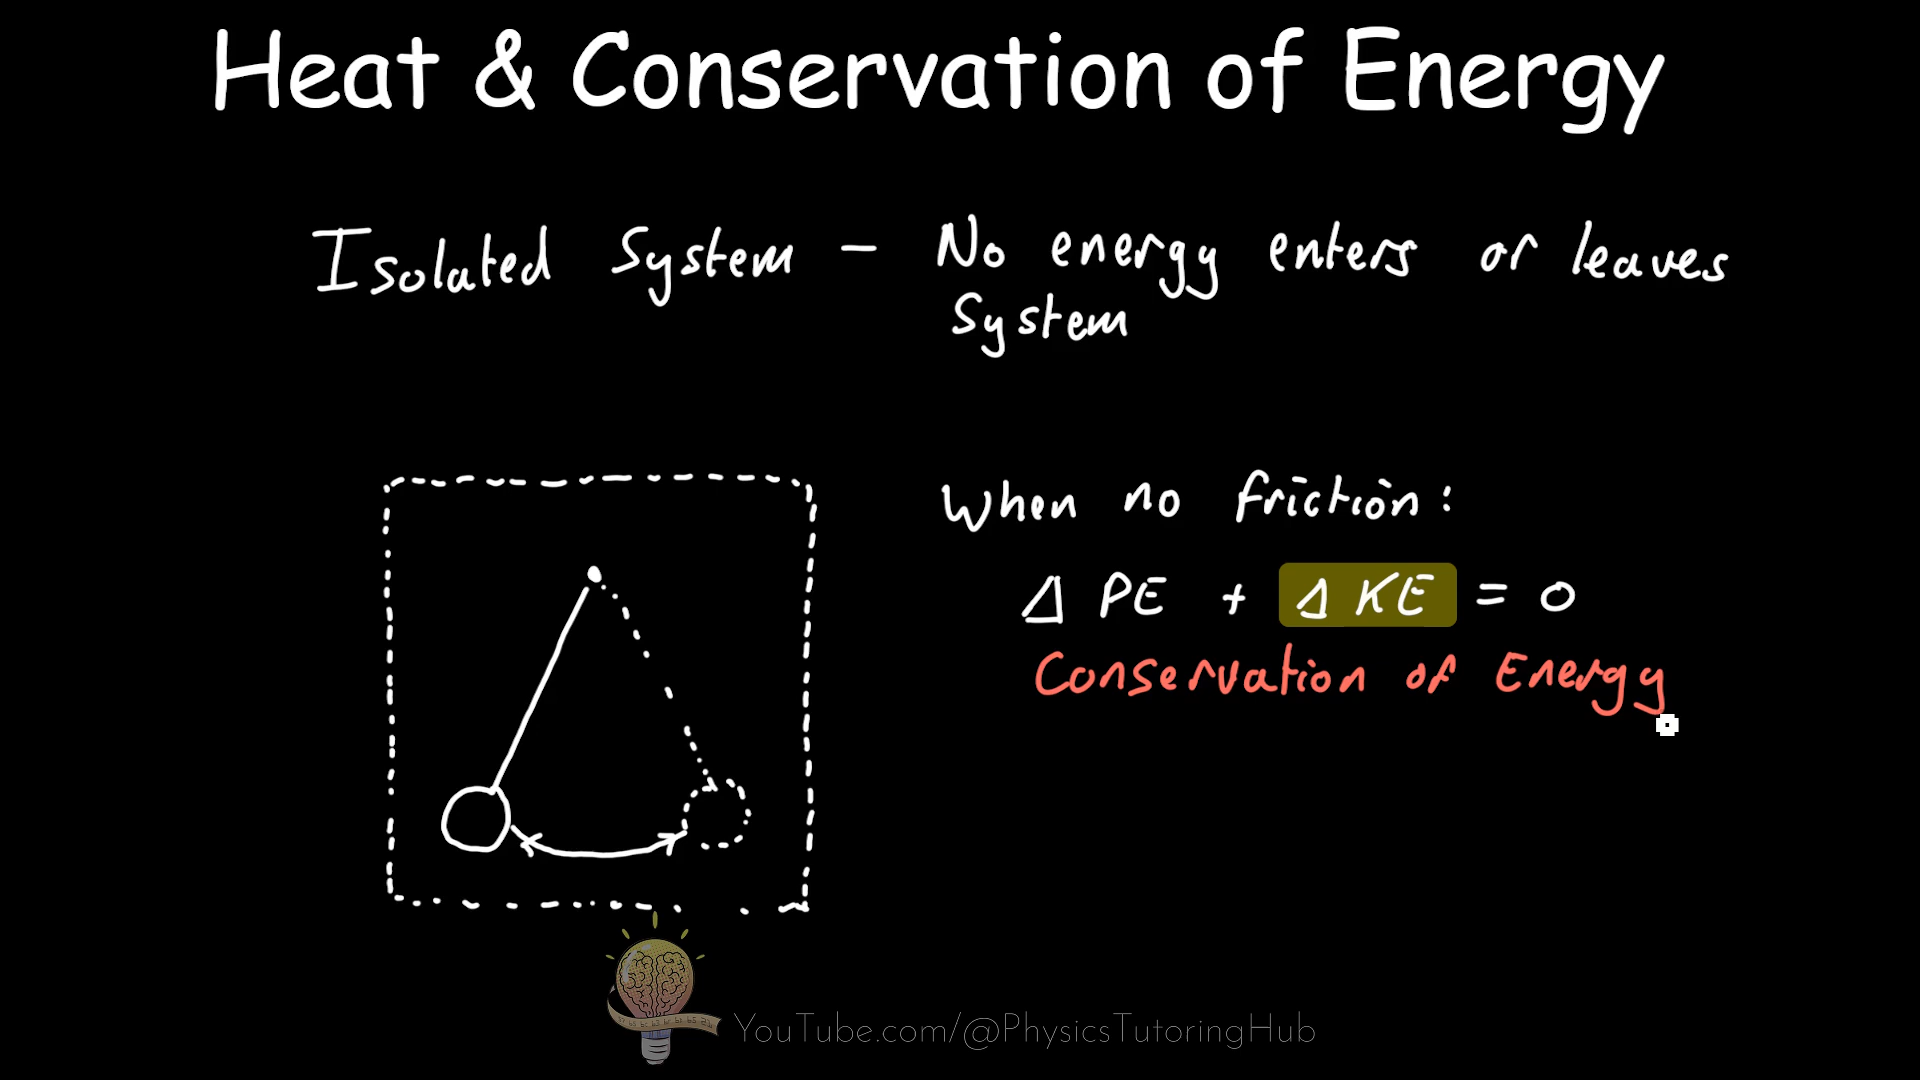 Heat & Conservation of Energy
Isolated System – No energy enters or leaves
System
When no friction:
Δ PE + Δ KE = 0
Conservation of Energy
YouTube.com/@PhysicsTutoringHub